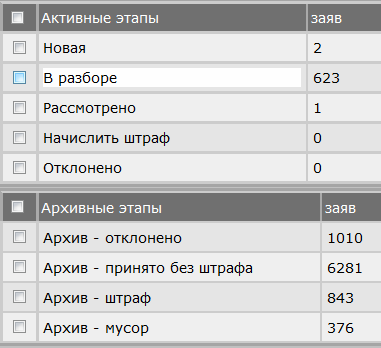 Активные этапы заяв
Новая 2
В разборе 623
Рассмотрено 1
Начислить штраф 0
Отклонено 0
Архивные этапы заяв
Архив - отклонено 1010
Архив - принято без штрафа 6281
Архив - штраф 843
Архив - мусор 376